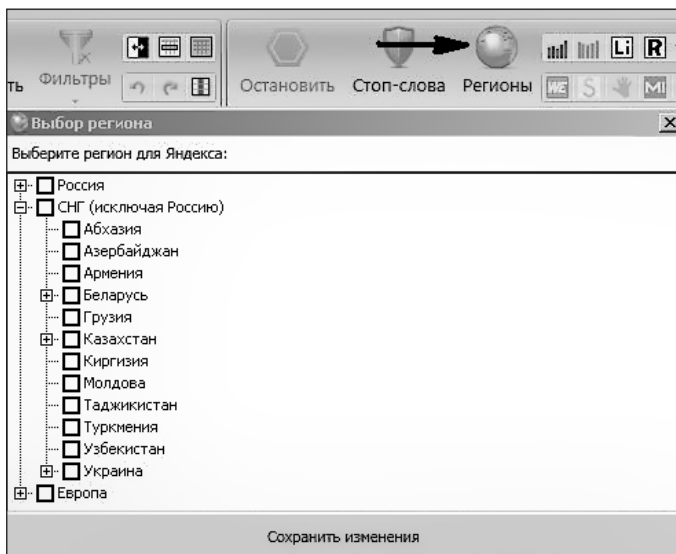 ть Фильтры Остановить Стоп-слова Регионы Li R
WE S MI
Выбор региона
Выберите регион для Яндекса:
Россия
СНГ (исключая Россию)
Абхазия
Азербайджан
Армения
Беларусь
Грузия
Казахстан
Киргизия
Молдова
Таджикистан
Туркмения
Узбекистан
Украина
Европа
Сохранить изменения